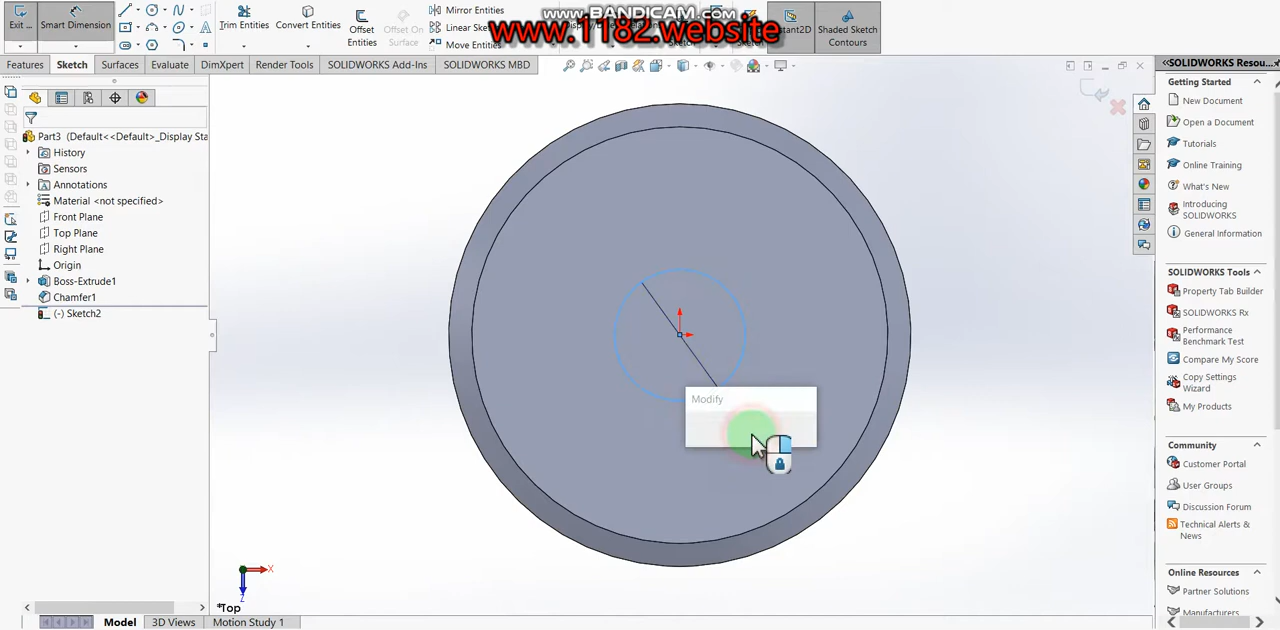 WWW.BANDICAM.COM
www.1182.website
Exit ...
Smart Dimension
Trim Entities
Convert Entities
Offset
Entities
Offset On
Surface
Mirror Entities
Linear Ske
Move Entities
Sketch
Sketch
stant2D
Shaded Sketch
Contours
Features
Sketch
Surfaces
Evaluate
DimXpert
Render Tools
SOLIDWORKS Add-Ins
SOLIDWORKS MBD
Part3 (Default<<Default>_Display Sta
History
Sensors
Annotations
Material <not specified>
Front Plane
Top Plane
Right Plane
Origin
Boss-Extrude1
Chamfer1
(-) Sketch2
Modify
X
Z
*Top
Model
3D Views
Motion Study 1
SOLIDWORKS Resou...
Getting Started
New Document
Open a Document
Tutorials
Online Training
What's New
Introducing
SOLIDWORKS
General Information
SOLIDWORKS Tools
Property Tab Builder
SOLIDWORKS Rx
Performance
Benchmark Test
Compare My Score
Copy Settings
Wizard
My Products
Community
Customer Portal
User Groups
Discussion Forum
Technical Alerts &
News
Online Resources
Partner Solutions
Manufacturers